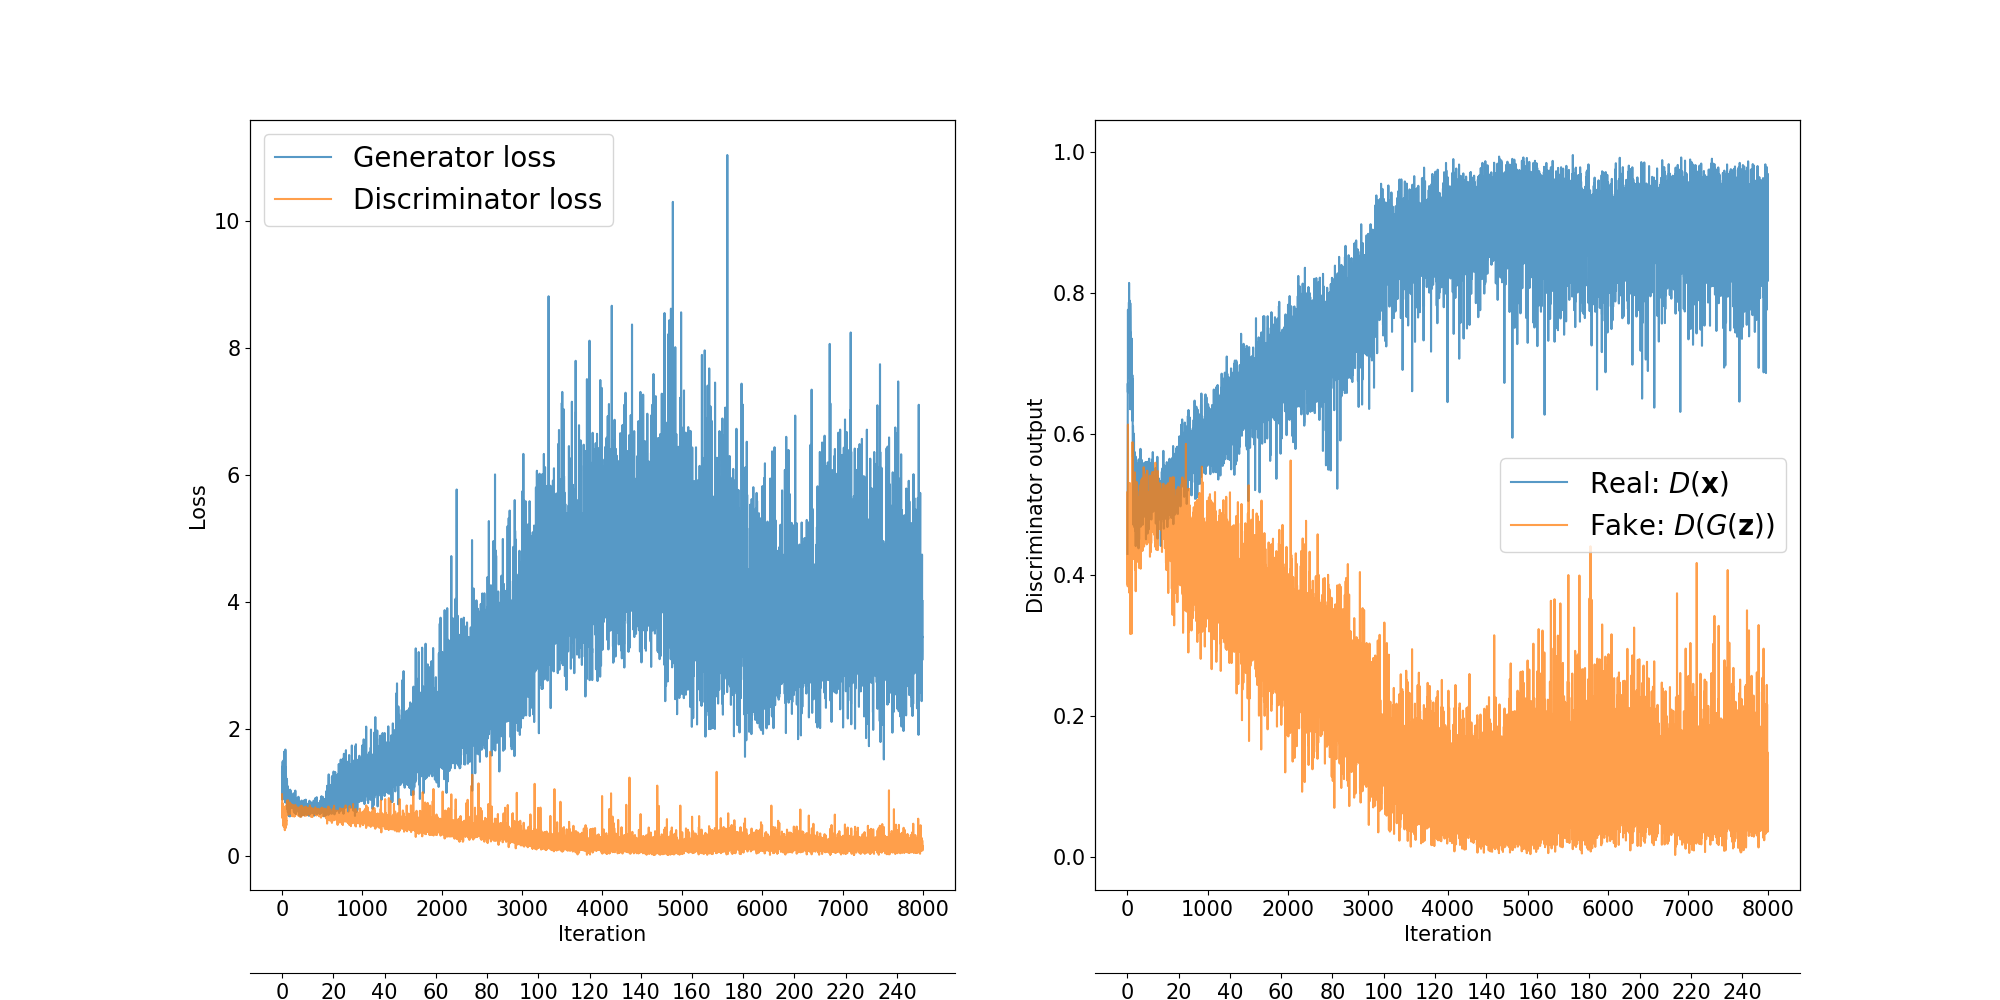 Generator loss
Discriminator loss
10
8
6
4
2
0
Loss
0 1000 2000 3000 4000 5000 6000 7000 8000
Iteration
0 20 40 60 80 100 120 140 160 180 200 220 240
1.0
0.8
0.6
0.4
0.2
0.0
Discriminator output
Real: D(x)
Fake: D(G(z))
0 1000 2000 3000 4000 5000 6000 7000 8000
Iteration
0 20 40 60 80 100 120 140 160 180 200 220 240